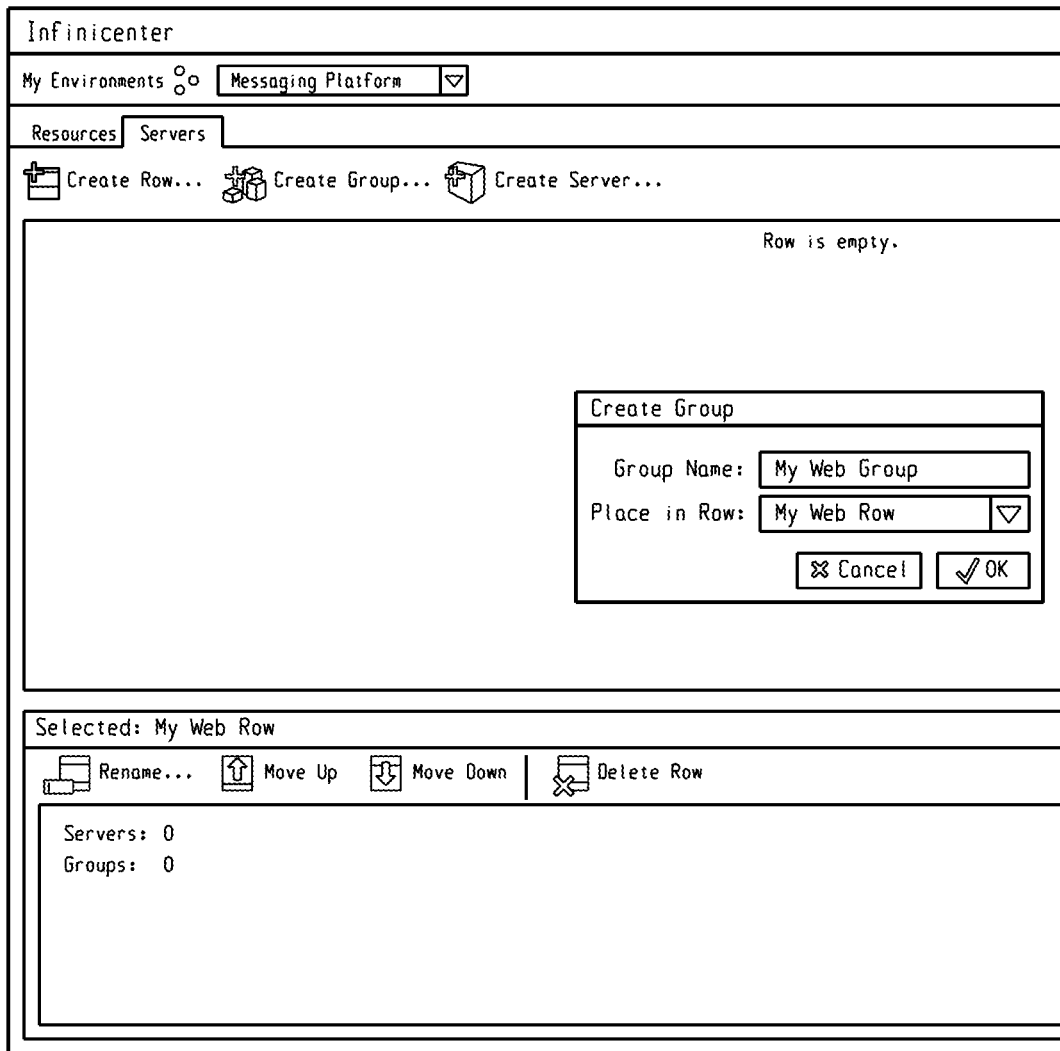 Infinicenter
My Environments Messaging Platform
Resources Servers
Create Row... Create Group... Create Server...
Row is empty.
Create Group
Group Name: My Web Group
Place in Row: My Web Row
Cancel OK
Selected: My Web Row
Rename... Move Up Move Down Delete Row
Servers: 0
Groups: 0